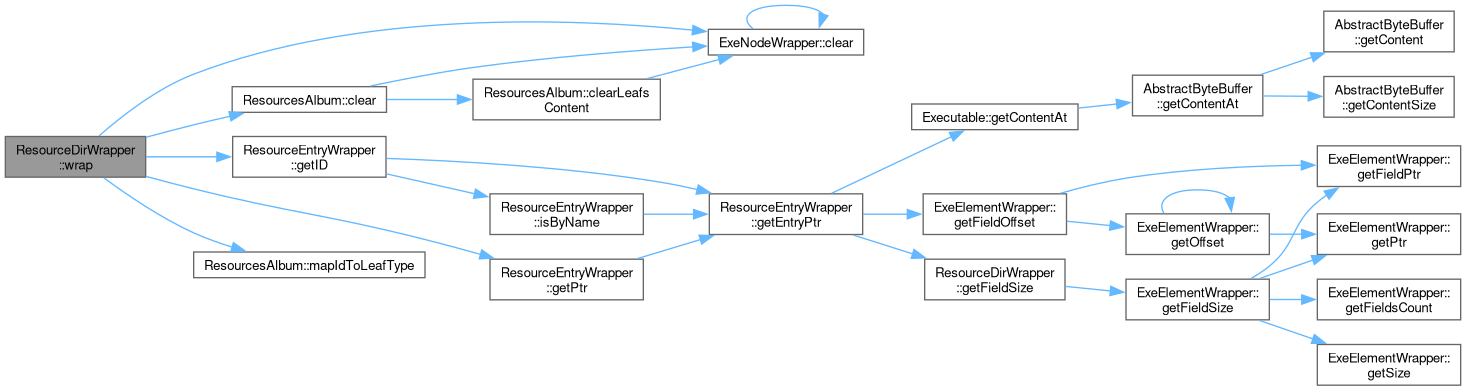 ResourceDirWrapper
::wrap
ExeNodeWrapper::clear
ResourcesAlbum::clear
ResourcesAlbum::clearLeafs
Content
ResourceEntryWrapper
::getID
ResourceEntryWrapper
::isByName
ResourcesAlbum::mapIdToLeafType
ResourceEntryWrapper
::getPtr
ResourceEntryWrapper
::getEntryPtr
Executable::getContentAt
AbstractByteBuffer
::getContentAt
AbstractByteBuffer
::getContent
AbstractByteBuffer
::getContentSize
ExeElementWrapper::
getFieldOffset
ExeElementWrapper::
getFieldPtr
ExeElementWrapper::
getOffset
ExeElementWrapper::
getPtr
ResourceDirWrapper
::getFieldSize
ExeElementWrapper::
getFieldSize
ExeElementWrapper::
getFieldsCount
ExeElementWrapper::
getSize